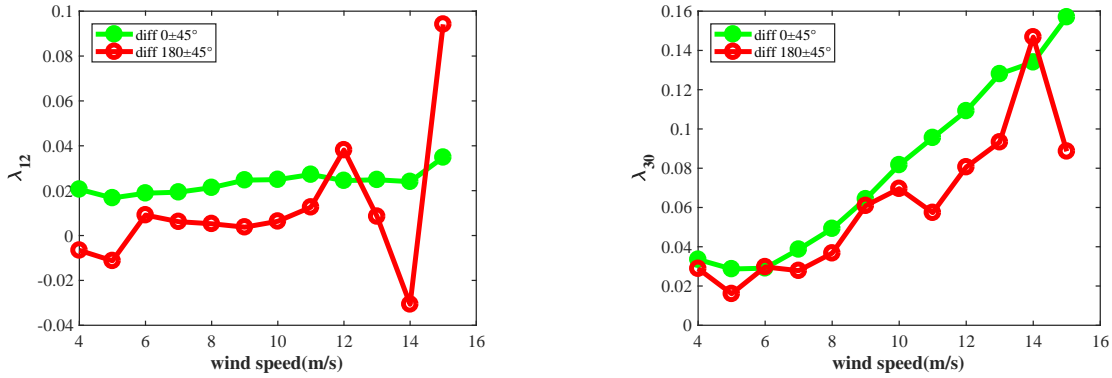 0.1
0.08
0.06
0.04
0.02
0
-0.02
-0.04
λ12
diff 0±45°
diff 180±45°
4 6 8 10 12 14 16
wind speed(m/s)
0.16
0.14
0.12
0.1
0.08
0.06
0.04
0.02
0
λ30
diff 0±45°
diff 180±45°
4 6 8 10 12 14 16
wind speed(m/s)